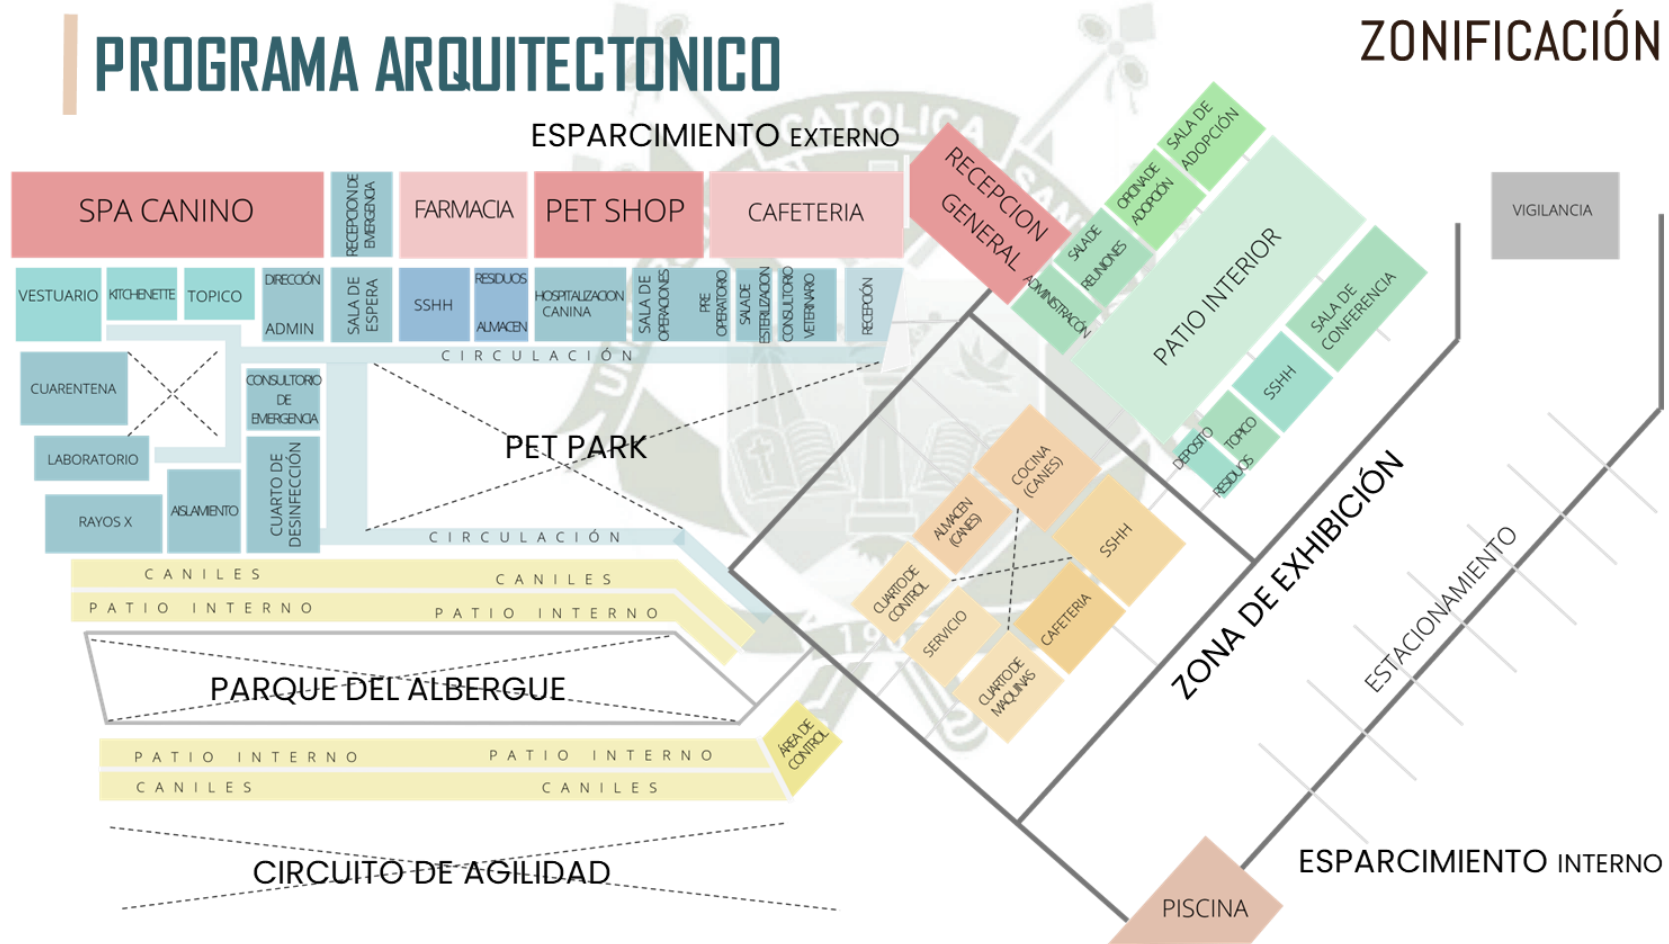 PROGRAMA ARQUITECTONICO
ZONIFICACIÓN
ESPARCIMIENTO EXTERNO
SPA CANINO
RECEPCION DE
EMERGENCIA
FARMACIA
PET SHOP
CAFETERIA
RECEPCION
GENERAL
SALA DE
ADOPCIÓN
OFICINA DE
ADOPCIÓN
SALA DE
REUNIONES
ADMINISTRACÓN
PATIO INTERIOR
SALA DE
CONFERENCIA
SSHH
TOPICO
DEPOSITO
RESIDUOS
VIGILANCIA
VESTUARIO
KITCHENETTE
TOPICO
DIRECCIÓN
ADMIN
SALA DE
ESPERA
SSHH
RESIDUOS
ALMACEN
HOSPITALIZACION
CANINA
SALA DE
OPERACIONES
PRE
OPERATORIO
SALA DE
ESTERILIZACION
CONSULTORIO
VETERINARIO
RECEPCIÓN
CIRCULACIÓN
CUARENTENA
CONSULTORIO
DE
EMERGENCIA
PET PARK
LABORATORIO
CUARTO DE
DESINFECCIÓN
RAYOS X
AISLAMIENTO
CIRCULACIÓN
COCINA
(CANES)
ALMACEN
(CANES)
SSHH
CUARTO DE
CONTROL
SERVICIO
CAFETERIA
CUARTO DE
MAQUINAS
ZONA DE EXHIBICIÓN
ESTACIONAMIENTO
CANILES
CANILES
PATIO INTERNO
PATIO INTERNO
PARQUE DEL ALBERGUE
ÁREA DE
CONTROL
PATIO INTERNO
PATIO INTERNO
CANILES
CANILES
CIRCUITO DE AGILIDAD
ESPARCIMIENTO INTERNO
PISCINA
CATOLICA